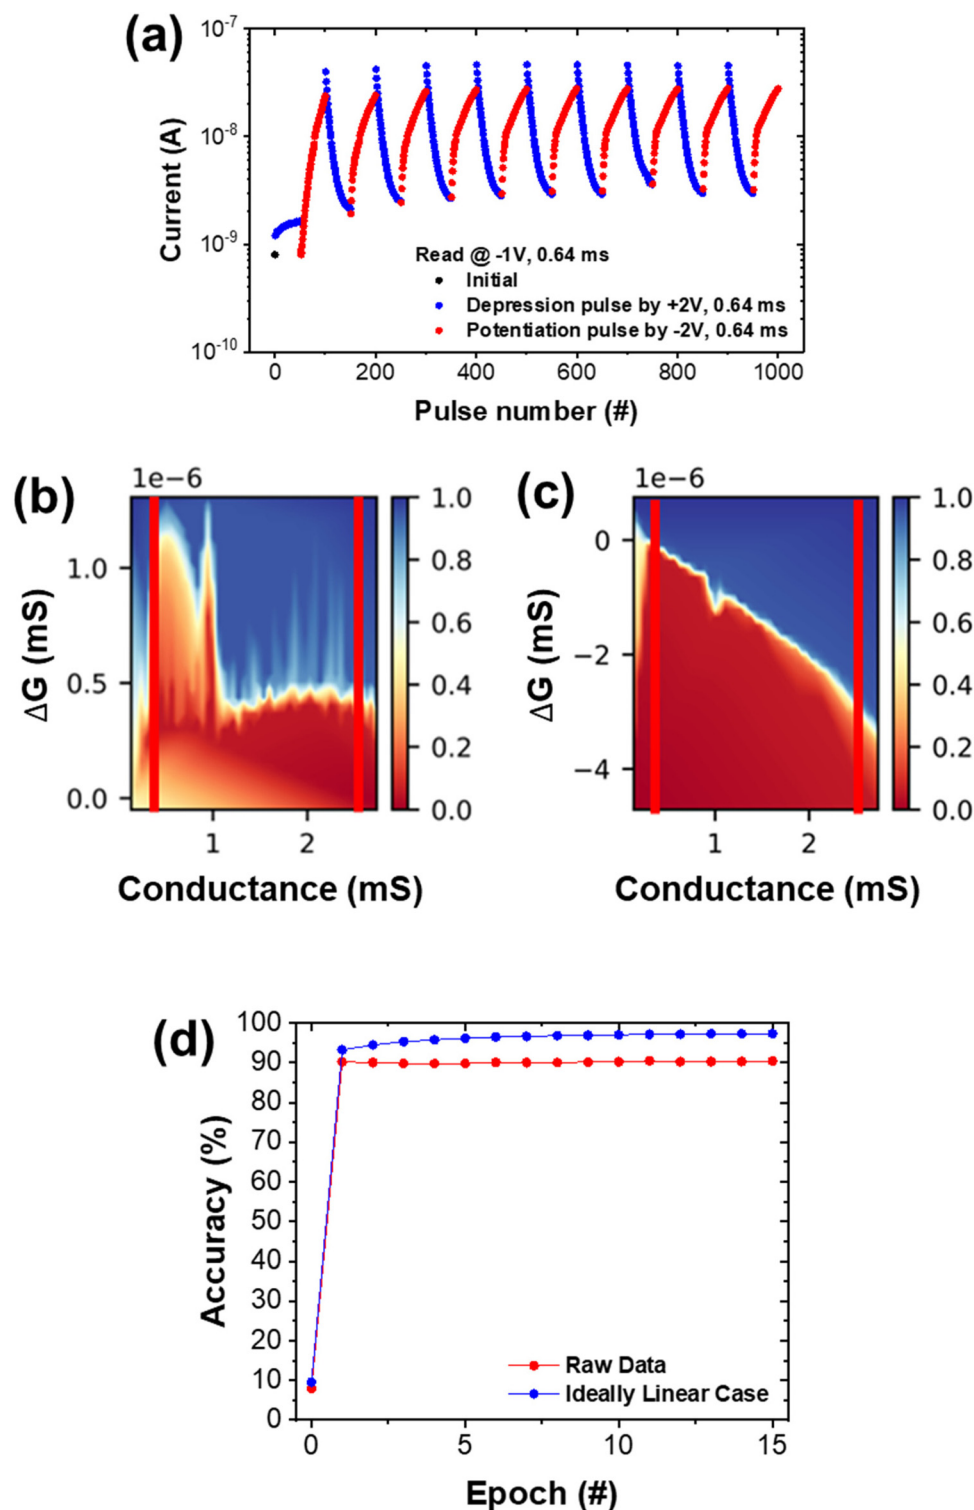 (a)
10⁻⁷
10⁻⁸
10⁻⁹
10⁻¹⁰
Current (A)
Read @ -1V, 0.64 ms
Initial
Depression pulse by +2V, 0.64 ms
Potentiation pulse by -2V, 0.64 ms
0 200 400 600 800 1000
Pulse number (#)
(b)
1e−6
1.0
0.5
0.0
ΔG (mS)
1 2
Conductance (mS)
1.0
0.8
0.6
0.4
0.2
0.0
(c)
1e−6
0
−2
−4
ΔG (mS)
1 2
Conductance (mS)
1.0
0.8
0.6
0.4
0.2
0.0
(d)
100
90
80
70
60
50
40
30
20
10
0
Accuracy (%)
Raw Data
Ideally Linear Case
0 5 10 15
Epoch (#)